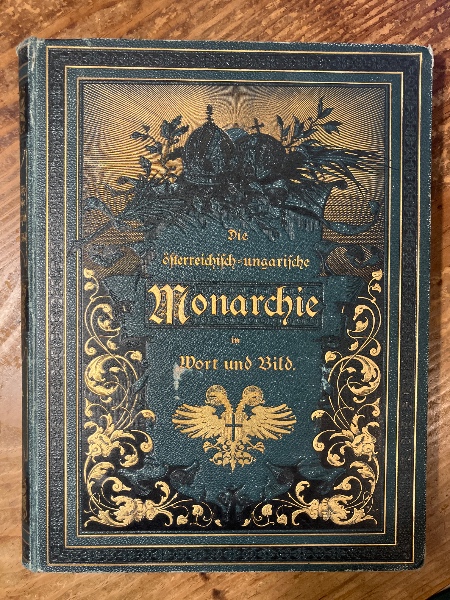 Die
österreichisch-ungarische
Monarchie
in
Wort und Bild.